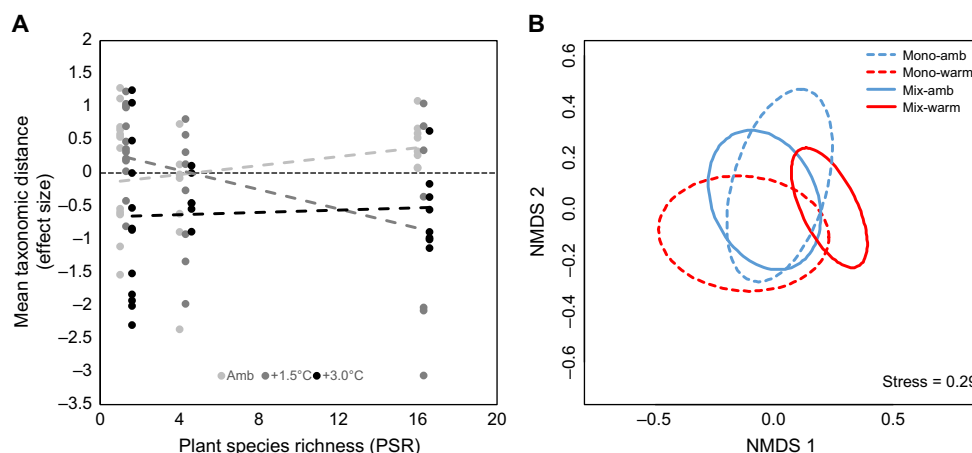 A
2
1.5
1
0.5
0
–0.5
–1
–1.5
–2
–2.5
–3
–3.5
Mean taxonomic distance
(effect size)
Amb
+1.5°C
+3.0°C
0
4
8
12
16
20
Plant species richness (PSR)
B
0.6
0.4
0.2
0.0
–0.2
–0.4
–0.6
NMDS 2
Mono-amb
Mono-warm
Mix-amb
Mix-warm
Stress = 0.29
–0.5
0.0
0.5
NMDS 1